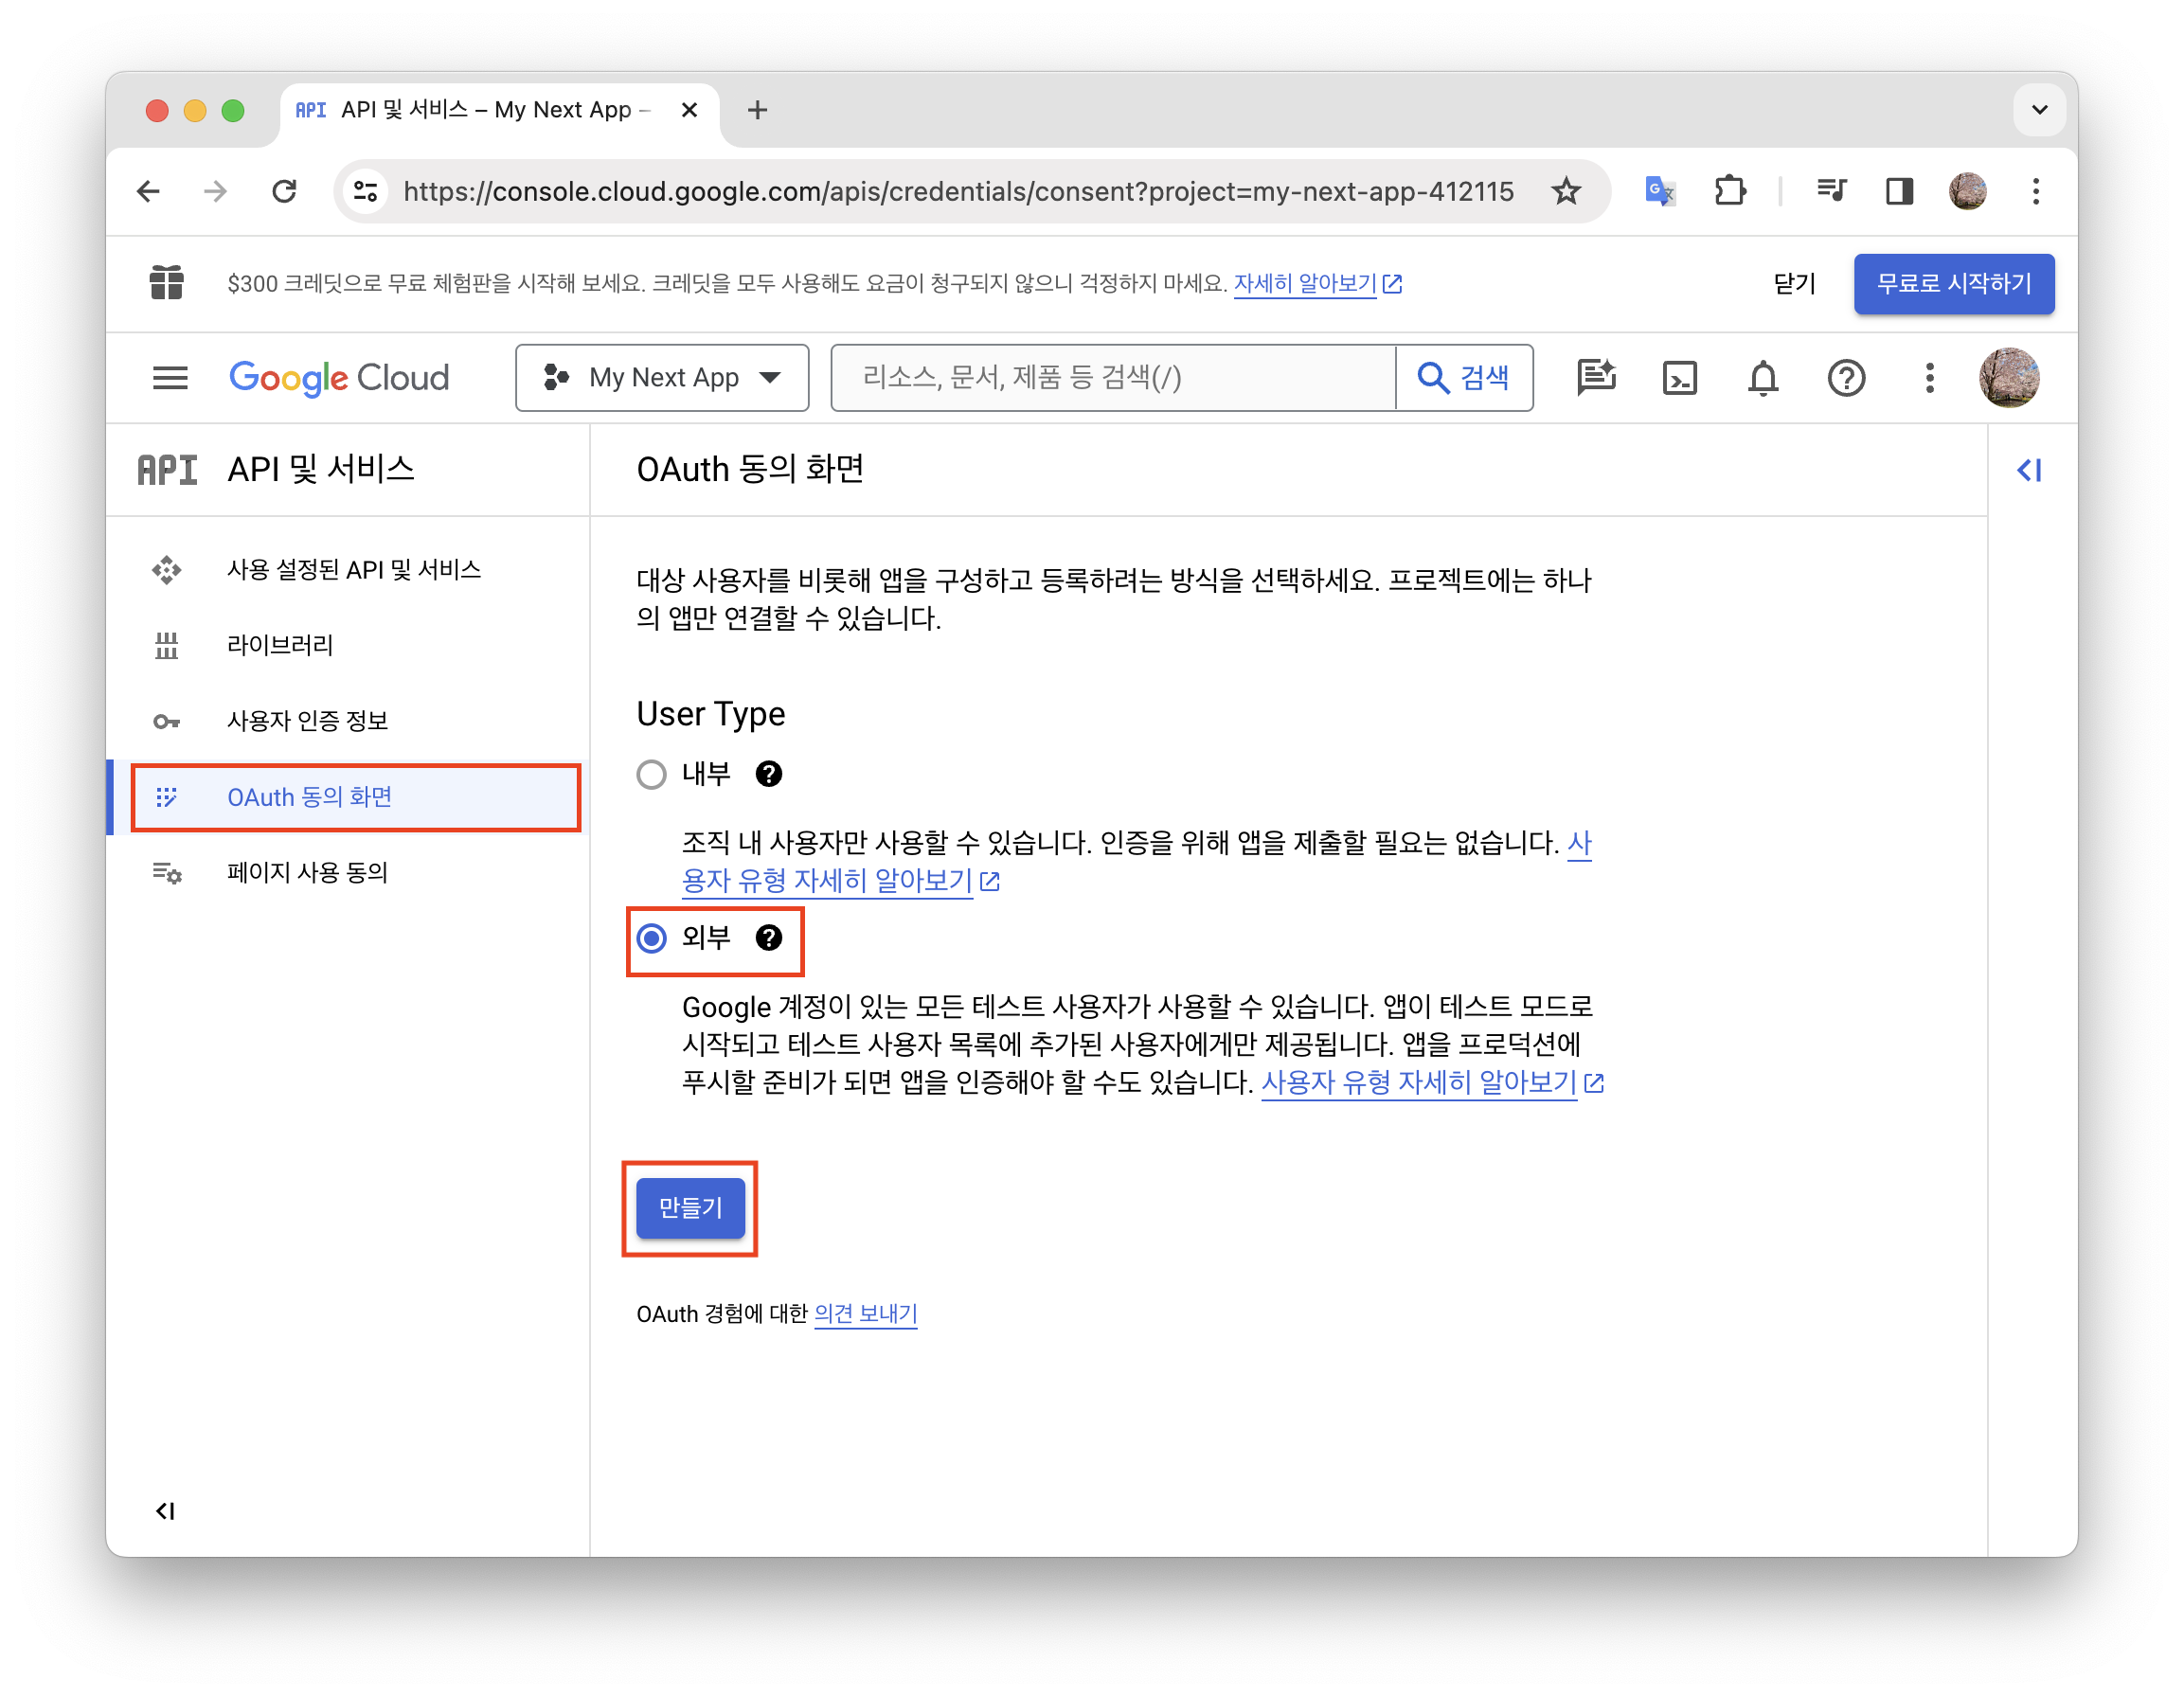 API API 및 서비스 – My Next App –
https://console.cloud.google.com/apis/credentials/consent?project=my-next-app-412115
$300 크레딧으로 무료 체험판을 시작해 보세요. 크레딧을 모두 사용해도 요금이 청구되지 않으니 걱정하지 마세요. 자세히 알아보기
닫기
무료로 시작하기
Google Cloud
My Next App
리소스, 문서, 제품 등 검색(/)
검색
API API 및 서비스
사용 설정된 API 및 서비스
라이브러리
사용자 인증 정보
OAuth 동의 화면
페이지 사용 동의
OAuth 동의 화면
대상 사용자를 비롯해 앱을 구성하고 등록하려는 방식을 선택하세요. 프로젝트에는 하나
의 앱만 연결할 수 있습니다.
User Type
내부
조직 내 사용자만 사용할 수 있습니다. 인증을 위해 앱을 제출할 필요는 없습니다. 사
용자 유형 자세히 알아보기
외부
Google 계정이 있는 모든 테스트 사용자가 사용할 수 있습니다. 앱이 테스트 모드로
시작되고 테스트 사용자 목록에 추가된 사용자에게만 제공됩니다. 앱을 프로덕션에
푸시할 준비가 되면 앱을 인증해야 할 수도 있습니다. 사용자 유형 자세히 알아보기
만들기
OAuth 경험에 대한 의견 보내기